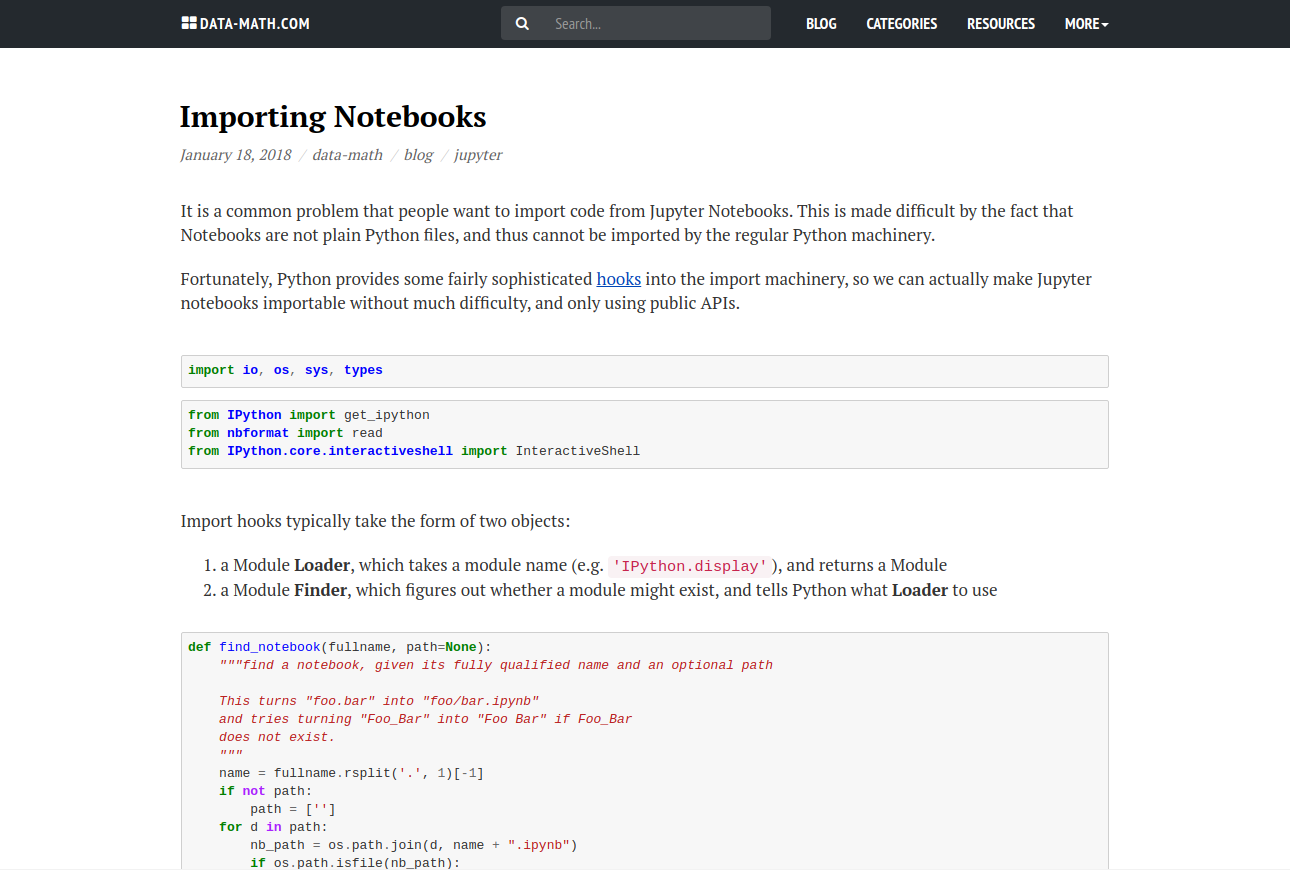 DATA-MATH.COM
Search...
BLOG
CATEGORIES
RESOURCES
MORE
Importing Notebooks
January 18, 2018 / data-math / blog / jupyter
It is a common problem that people want to import code from Jupyter Notebooks. This is made difficult by the fact that
Notebooks are not plain Python files, and thus cannot be imported by the regular Python machinery.
Fortunately, Python provides some fairly sophisticated hooks into the import machinery, so we can actually make Jupyter
notebooks importable without much difficulty, and only using public APIs.
import io, os, sys, types
from IPython import get_ipython
from nbformat import read
from IPython.core.interactiveshell import InteractiveShell
Import hooks typically take the form of two objects:
1. a Module Loader, which takes a module name (e.g. 'IPython.display'), and returns a Module
2. a Module Finder, which figures out whether a module might exist, and tells Python what Loader to use
def find_notebook(fullname, path=None):
    """find a notebook, given its fully qualified name and an optional path
    This turns "foo.bar" into "foo/bar.ipynb"
    and tries turning "Foo_Bar" into "Foo Bar" if Foo_Bar
    does not exist.
    """
    name = fullname.rsplit('.', 1)[-1]
    if not path:
        path = ['']
    for d in path:
        nb_path = os.path.join(d, name + ".ipynb")
        if os.path.isfile(nb_path):